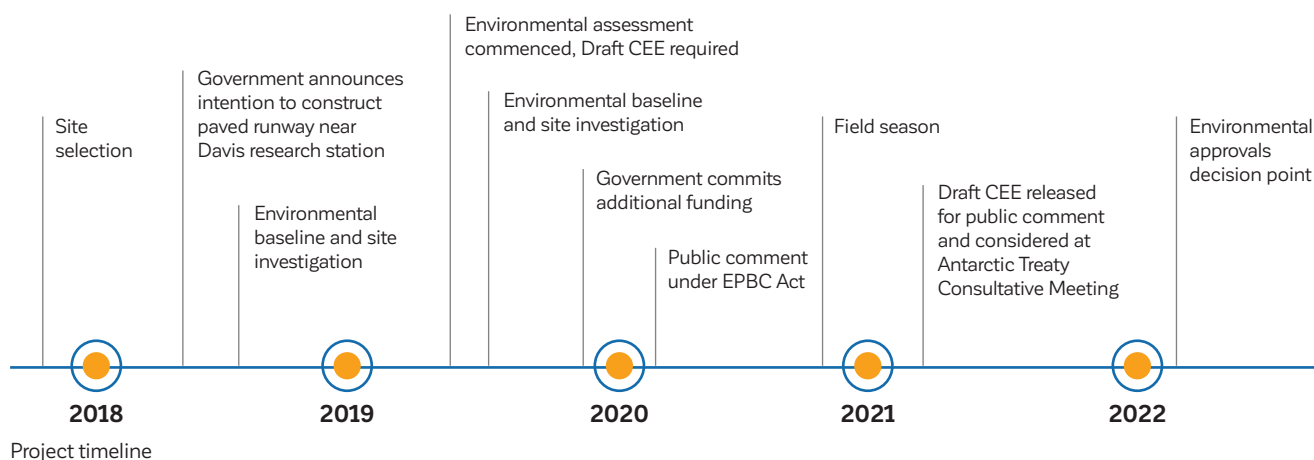 Site
selection
Government announces
intention to construct
paved runway near
Davis research station
Environmental
baseline and site
investigation
Environmental assessment
commenced, Draft CEE required
Environmental baseline
and site investigation
Government commits
additional funding
Public comment
under EPBC Act
Field season
Draft CEE released
for public comment
and considered at
Antarctic Treaty
Consultative Meeting
Environmental
approvals
decision point
2018
2019
2020
2021
2022
Project timeline